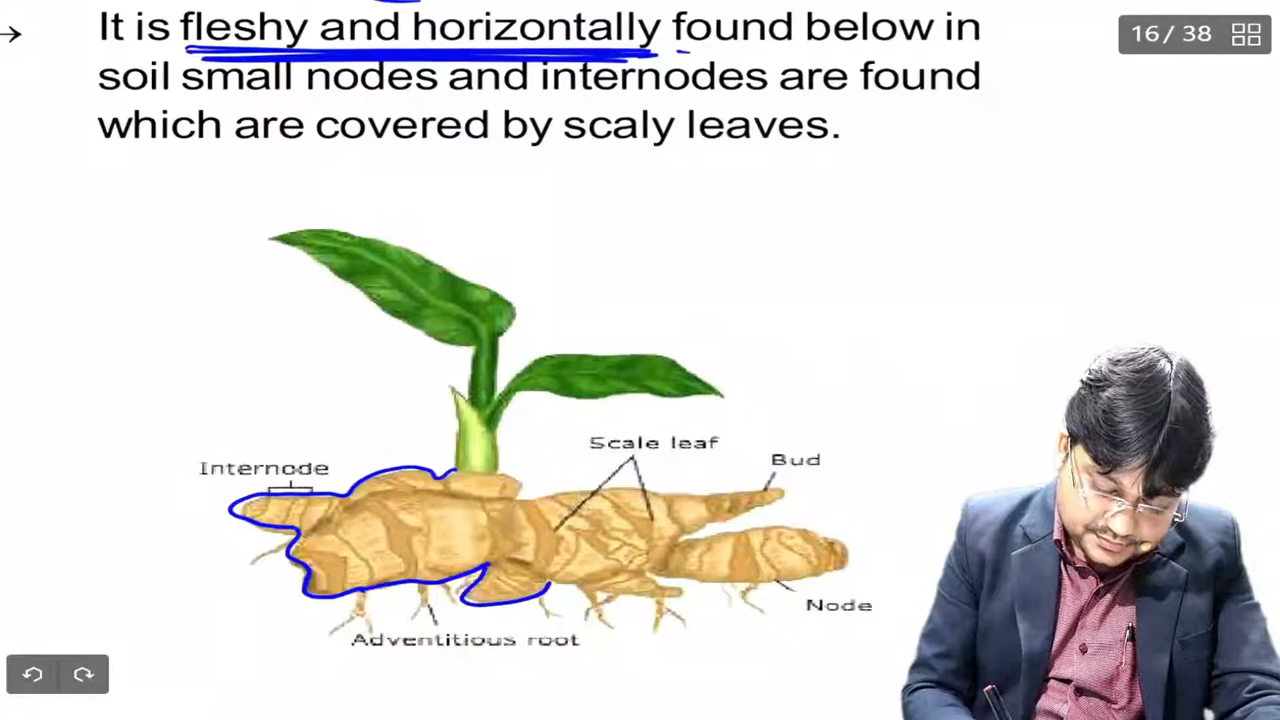 → It is fleshy and horizontally found below in
soil small nodes and internodes are found
which are covered by scaly leaves.
16 / 38
Scale leaf
Internode
Bud
Node
Adventitious root